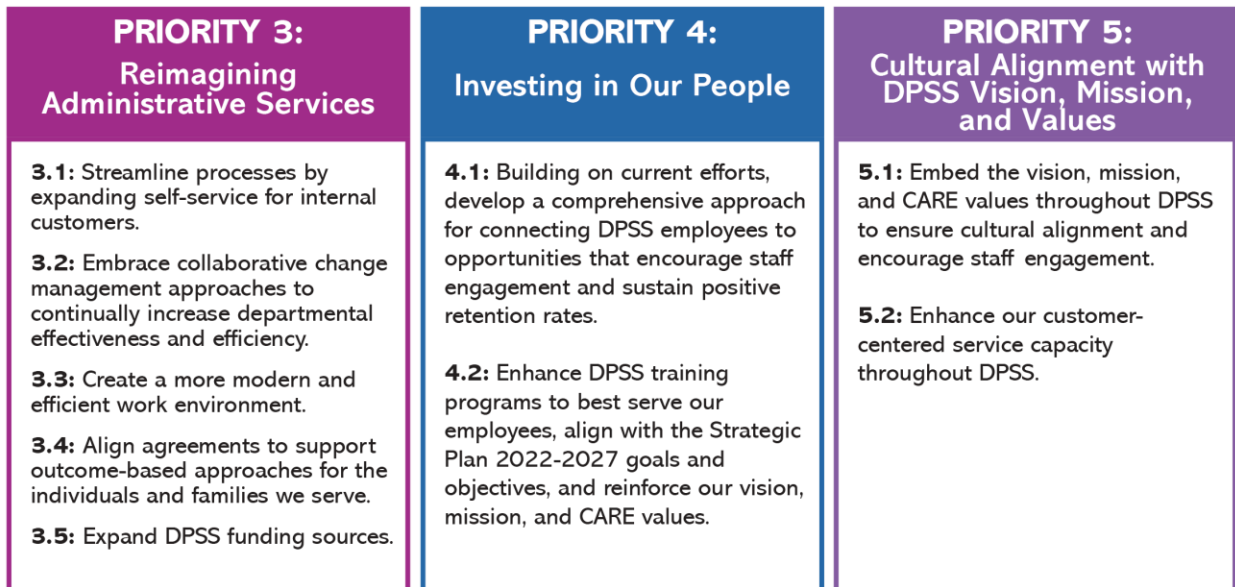 PRIORITY 3:
Reimagining
Administrative Services
3.1: Streamline processes by
expanding self-service for internal
customers.
3.2: Embrace collaborative change
management approaches to
continually increase departmental
effectiveness and efficiency.
3.3: Create a more modern and
efficient work environment.
3.4: Align agreements to support
outcome-based approaches for the
individuals and families we serve.
3.5: Expand DPSS funding sources.
PRIORITY 4:
Investing in Our People
4.1: Building on current efforts,
develop a comprehensive approach
for connecting DPSS employees to
opportunities that encourage staff
engagement and sustain positive
retention rates.
4.2: Enhance DPSS training
programs to best serve our
employees, align with the Strategic
Plan 2022-2027 goals and
objectives, and reinforce our vision,
mission, and CARE values.
PRIORITY 5:
Cultural Alignment with
DPSS Vision, Mission,
and Values
5.1: Embed the vision, mission,
and CARE values throughout DPSS
to ensure cultural alignment and
encourage staff engagement.
5.2: Enhance our customer-
centered service capacity
throughout DPSS.